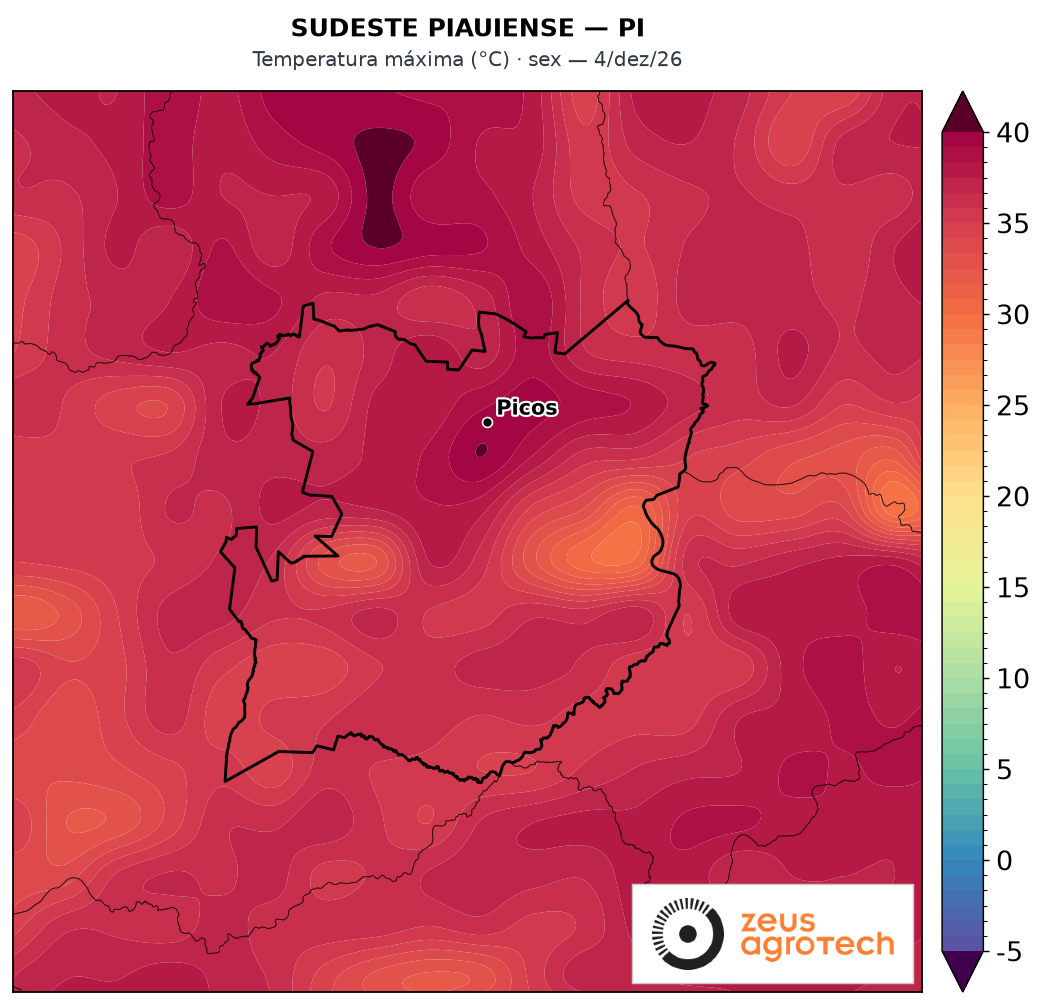 SUDESTE PIAUIENSE — PI
Temperatura máxima (°C) · sex — 4/dez/26
40
35
30
25
20
15
10
5
0
-5
Picos
zeus
agrotech